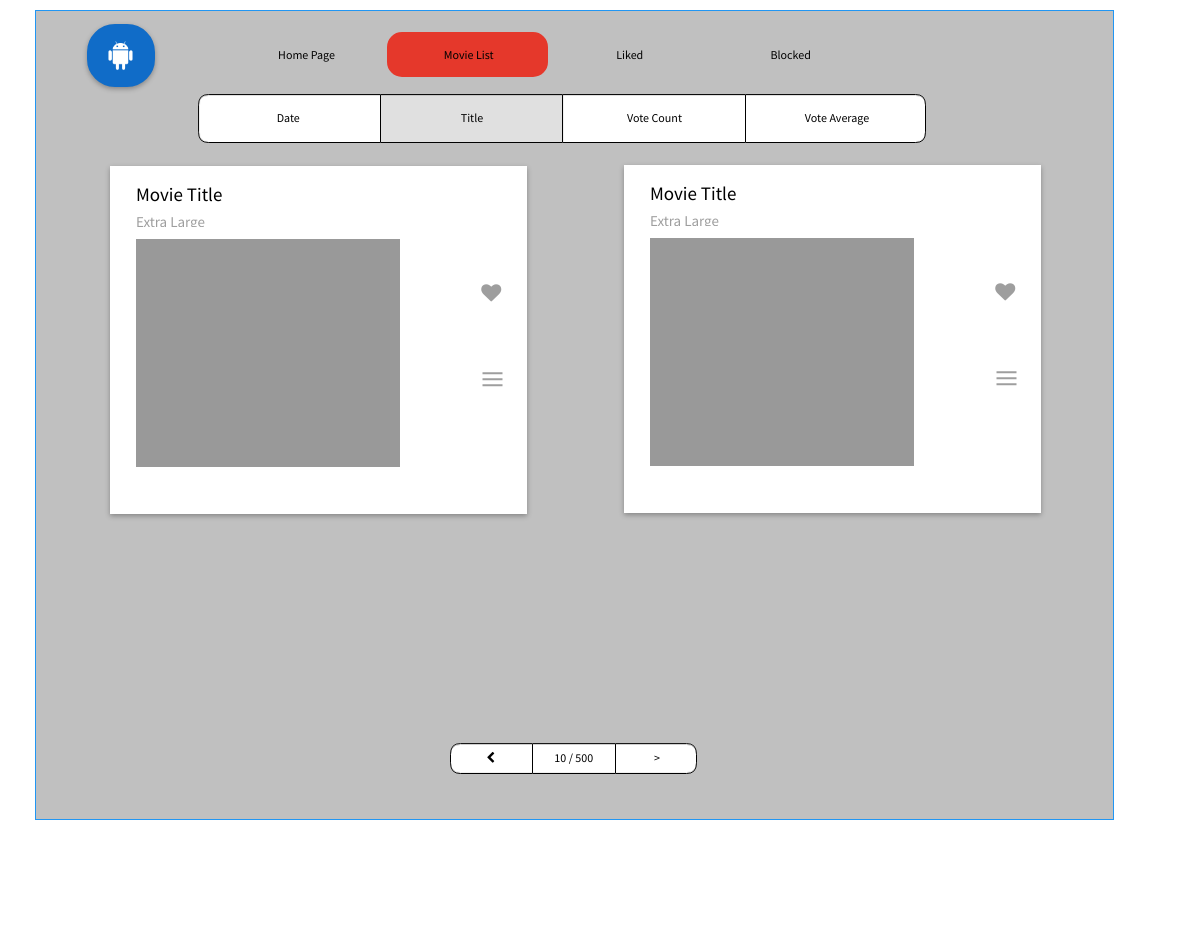 Home Page Movie List Liked Blocked
Date Title Vote Count Vote Average
Movie Title
Extra Large
Movie Title
Extra Large
10 / 500 >